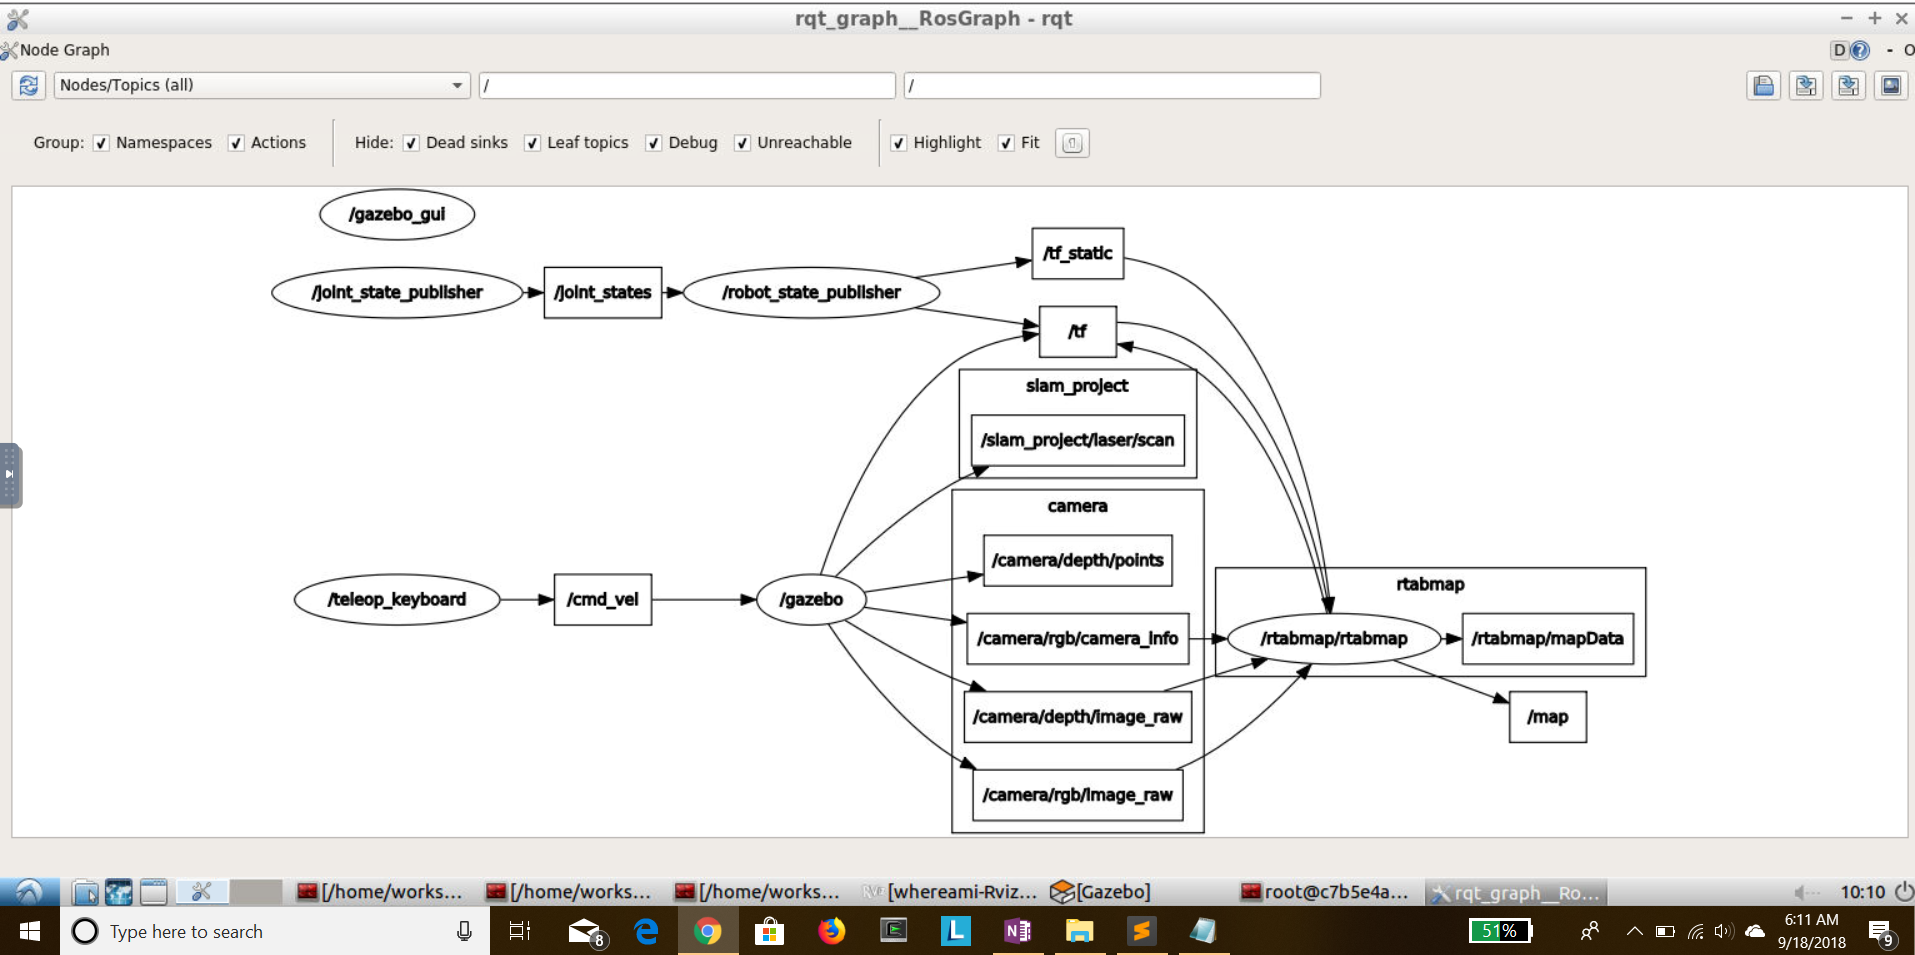 rqt_graph__RosGraph - rqt
Node Graph
D
- O
Nodes/Topics (all)
/
/
Group: Namespaces Actions
Hide: Dead sinks Leaf topics Debug Unreachable
Highlight Fit
/gazebo_gui
/joint_state_publisher
/joint_states
/robot_state_publisher
/tf_static
/tf
slam_project
/slam_project/laser/scan
camera
/camera/depth/points
/teleop_keyboard
/cmd_vel
/gazebo
/camera/rgb/camera_info
rtabmap
/rtabmap/rtabmap
/rtabmap/mapData
/camera/depth/image_raw
/map
/camera/rgb/image_raw
[/home/works...
[/home/works...
[/home/works...
[whereami-Rviz...
[Gazebo]
root@c7b5e4a...
rqt_graph__Ro...
10:10
Type here to search
8
51%
6:11 AM
9/18/2018
9